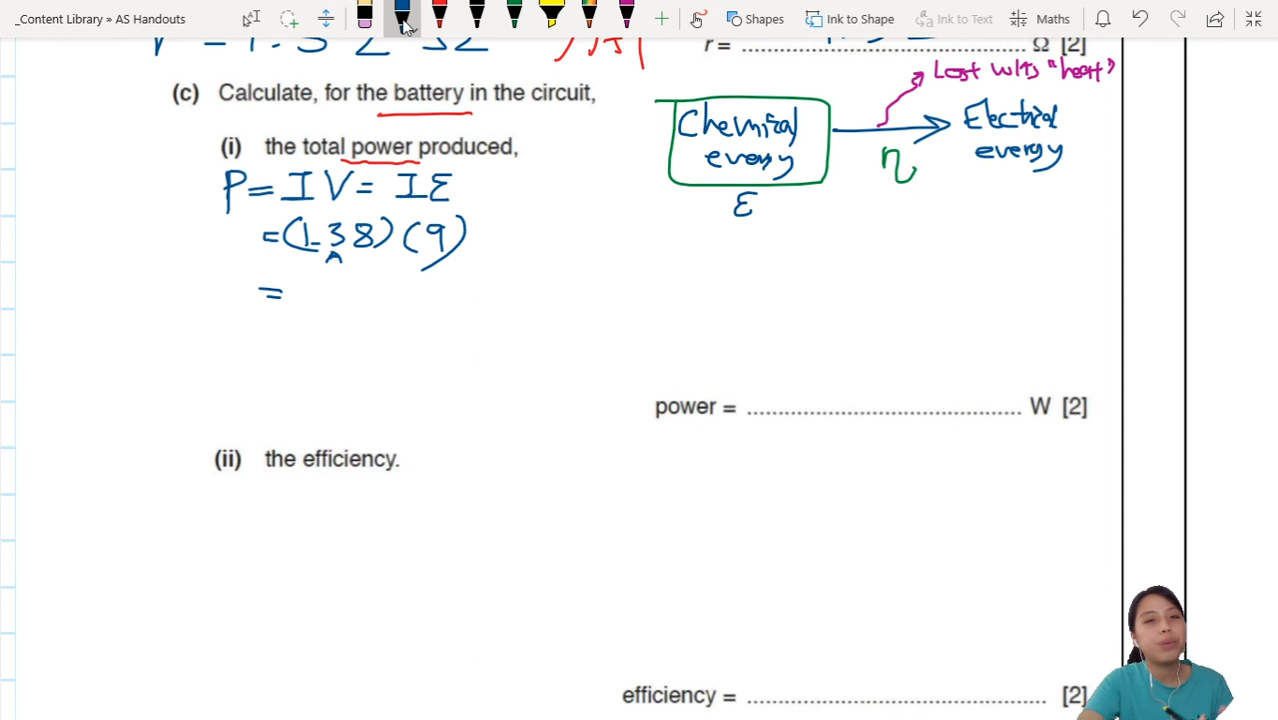 _Content Library » AS Handouts
Shapes
Ink to Shape
Ink to Text
Maths
r = Ω [2]
Lost w/ts "heat"
(c) Calculate, for the battery in the circuit,
Chemical energy
Electrical energy
η
ε
(i) the total power produced,
P = IV = Iε
= (1.38)(9)
=
power = W [2]
(ii) the efficiency.
efficiency = [2]